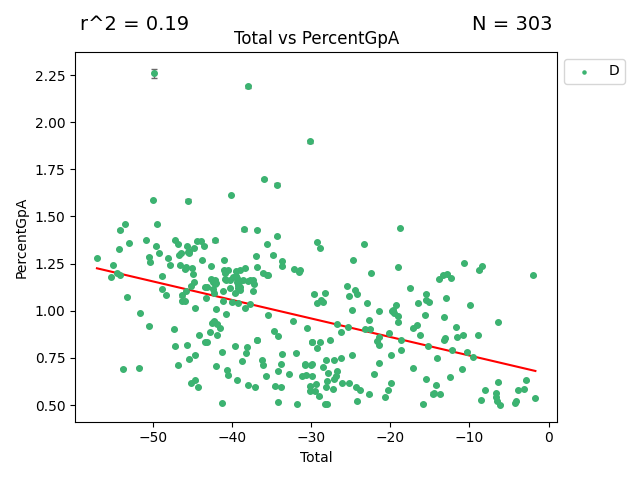 r^2 = 0.19 N = 303
Total vs PercentGpA
D
2.25
2.00
1.75
1.50
1.25
1.00
0.75
0.50
PercentGpA
−50 −40 −30 −20 −10 0
Total